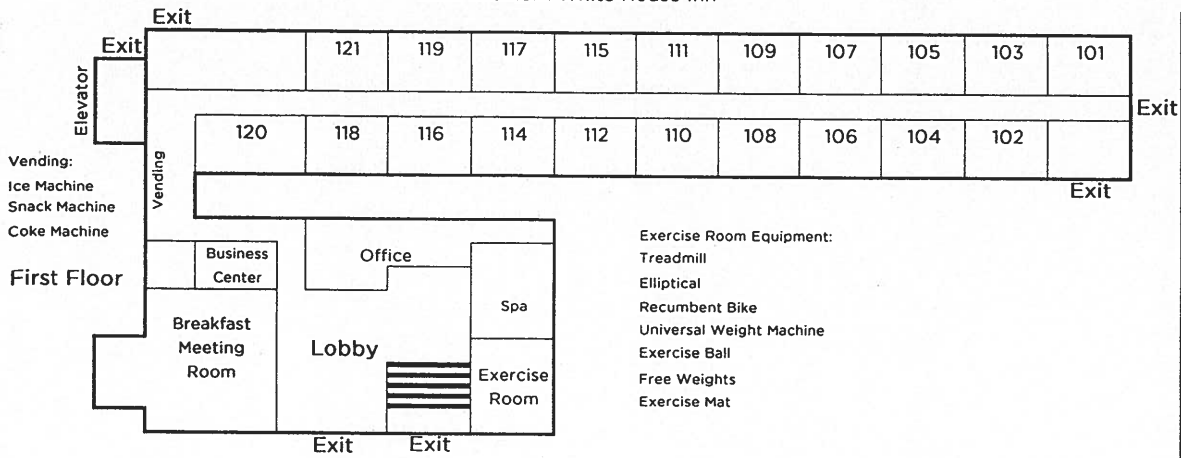 White House Inn
Exit
Exit
121 119 117 115 111 109 107 105 103 101
Elevator
Exit
120 118 116 114 112 110 108 106 104 102
Vending
Exit
Vending:
Ice Machine
Snack Machine
Coke Machine
First Floor
Business
Center
Office
Spa
Breakfast
Meeting
Room
Lobby
Exercise
Room
Exit Exit
Exercise Room Equipment:
Treadmill
Elliptical
Recumbent Bike
Universal Weight Machine
Exercise Ball
Free Weights
Exercise Mat